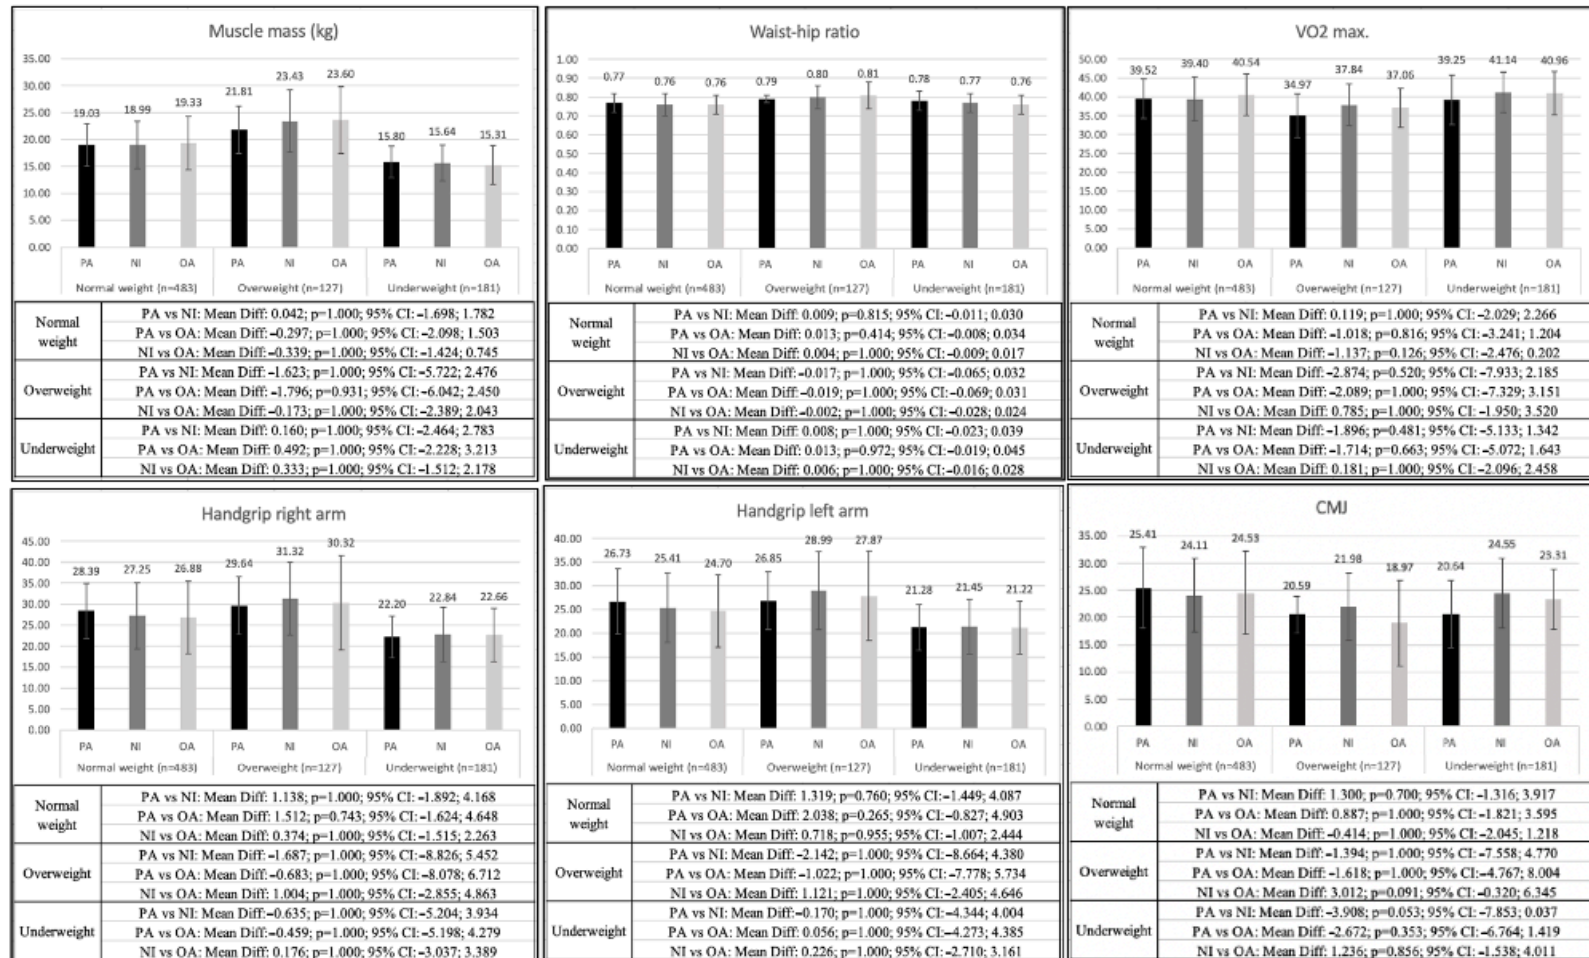 Muscle mass (kg)
35.00
30.00
25.00
20.00
15.00
10.00
5.00
0.00
19.03
18.99
19.33
21.81
23.43
23.60
15.80
15.64
15.31
PA NI OA PA NI OA PA NI OA
Normal weight (n=483) Overweight (n=127) Underweight (n=181)
Normal weight
PA vs NI: Mean Diff: 0.042; p=1.000; 95% CI: -1.698; 1.782
PA vs OA: Mean Diff: -0.297; p=1.000; 95% CI: -2.098; 1.503
NI vs OA: Mean Diff: -0.339; p=1.000; 95% CI: -1.424; 0.745
Overweight
PA vs NI: Mean Diff: -1.623; p=1.000; 95% CI: -5.722; 2.476
PA vs OA: Mean Diff: -1.796; p=0.931; 95% CI: -6.042; 2.450
NI vs OA: Mean Diff: -0.173; p=1.000; 95% CI: -2.389; 2.043
Underweight
PA vs NI: Mean Diff: 0.160; p=1.000; 95% CI: -2.464; 2.783
PA vs OA: Mean Diff: 0.492; p=1.000; 95% CI: -2.228; 3.213
NI vs OA: Mean Diff: 0.333; p=1.000; 95% CI: -1.512; 2.178
Waist-hip ratio
1.00
0.90
0.80
0.70
0.60
0.50
0.40
0.30
0.20
0.10
0.00
0.77
0.76
0.76
0.79
0.80
0.81
0.78
0.77
0.76
PA NI OA PA NI OA PA NI OA
Normal weight (n=483) Overweight (n=127) Underweight (n=181)
Normal weight
PA vs NI: Mean Diff: 0.009; p=0.815; 95% CI: -0.011; 0.030
PA vs OA: Mean Diff: 0.013; p=0.414; 95% CI: -0.008; 0.034
NI vs OA: Mean Diff: 0.004; p=1.000; 95% CI: -0.009; 0.017
Overweight
PA vs NI: Mean Diff: -0.017; p=1.000; 95% CI: -0.065; 0.032
PA vs OA: Mean Diff: -0.019; p=1.000; 95% CI: -0.069; 0.031
NI vs OA: Mean Diff: -0.002; p=1.000; 95% CI: -0.028; 0.024
Underweight
PA vs NI: Mean Diff: 0.008; p=1.000; 95% CI: -0.023; 0.039
PA vs OA: Mean Diff: 0.013; p=0.972; 95% CI: -0.019; 0.045
NI vs OA: Mean Diff: 0.006; p=1.000; 95% CI: -0.016; 0.028
VO2 max.
50.00
45.00
40.00
35.00
30.00
25.00
20.00
15.00
10.00
5.00
0.00
39.52
39.40
40.54
34.97
37.84
37.06
39.25
41.14
40.96
PA NI OA PA NI OA PA NI OA
Normal weight (n=483) Overweight (n=127) Underweight (n=181)
Normal weight
PA vs NI: Mean Diff: 0.119; p=1.000; 95% CI: -2.029; 2.266
PA vs OA: Mean Diff: -1.018; p=0.816; 95% CI: -3.241; 1.204
NI vs OA: Mean Diff: -1.137; p=0.126; 95% CI: -2.476; 0.202
Overweight
PA vs NI: Mean Diff: -2.874; p=0.520; 95% CI: -7.933; 2.185
PA vs OA: Mean Diff: -2.089; p=1.000; 95% CI: -7.329; 3.151
NI vs OA: Mean Diff: 0.785; p=1.000; 95% CI: -1.950; 3.520
Underweight
PA vs NI: Mean Diff: -1.896; p=0.481; 95% CI: -5.133; 1.342
PA vs OA: Mean Diff: -1.714; p=0.663; 95% CI: -5.072; 1.643
NI vs OA: Mean Diff: 0.181; p=1.000; 95% CI: -2.096; 2.458
Handgrip right arm
45.00
40.00
35.00
30.00
25.00
20.00
15.00
10.00
5.00
0.00
28.39
27.25
26.88
29.64
31.32
30.32
22.20
22.84
22.66
PA NI OA PA NI OA PA NI OA
Normal weight (n=483) Overweight (n=127) Underweight (n=181)
Normal weight
PA vs NI: Mean Diff: 1.138; p=1.000; 95% CI: -1.892; 4.168
PA vs OA: Mean Diff: 1.512; p=0.743; 95% CI: -1.624; 4.648
NI vs OA: Mean Diff: 0.374; p=1.000; 95% CI: -1.515; 2.263
Overweight
PA vs NI: Mean Diff: -1.687; p=1.000; 95% CI: -8.826; 5.452
PA vs OA: Mean Diff: -0.683; p=1.000; 95% CI: -8.078; 6.712
NI vs OA: Mean Diff: 1.004; p=1.000; 95% CI: -2.855; 4.863
Underweight
PA vs NI: Mean Diff: -0.635; p=1.000; 95% CI: -5.204; 3.934
PA vs OA: Mean Diff: -0.459; p=1.000; 95% CI: -5.198; 4.279
NI vs OA: Mean Diff: 0.176; p=1.000; 95% CI: -3.037; 3.389
Handgrip left arm
40.00
35.00
30.00
25.00
20.00
15.00
10.00
5.00
0.00
26.73
25.41
24.70
26.85
28.99
27.87
21.28
21.45
21.22
PA NI OA PA NI OA PA NI OA
Normal weight (n=483) Overweight (n=127) Underweight (n=181)
Normal weight
PA vs NI: Mean Diff: 1.319; p=0.760; 95% CI: -1.449; 4.087
PA vs OA: Mean Diff: 2.038; p=0.265; 95% CI: -0.827; 4.903
NI vs OA: Mean Diff: 0.718; p=0.955; 95% CI: -1.007; 2.444
Overweight
PA vs NI: Mean Diff: -2.142; p=1.000; 95% CI: -8.664; 4.380
PA vs OA: Mean Diff: -1.022; p=1.000; 95% CI: -7.778; 5.734
NI vs OA: Mean Diff: 1.121; p=1.000; 95% CI: -2.405; 4.646
Underweight
PA vs NI: Mean Diff: -0.170; p=1.000; 95% CI: -4.344; 4.004
PA vs OA: Mean Diff: 0.056; p=1.000; 95% CI: -4.273; 4.385
NI vs OA: Mean Diff: 0.226; p=1.000; 95% CI: -2.710; 3.161
CMJ
35.00
30.00
25.00
20.00
15.00
10.00
5.00
0.00
25.41
24.11
24.53
20.59
21.98
18.97
20.64
24.55
23.31
PA NI OA PA NI OA PA NI OA
Normal weight (n=483) Overweight (n=127) Underweight (n=181)
Normal weight
PA vs NI: Mean Diff: 1.300; p=0.700; 95% CI: -1.316; 3.917
PA vs OA: Mean Diff: 0.887; p=1.000; 95% CI: -1.821; 3.595
NI vs OA: Mean Diff: -0.414; p=1.000; 95% CI: -2.045; 1.218
Overweight
PA vs NI: Mean Diff: -1.394; p=1.000; 95% CI: -7.558; 4.770
PA vs OA: Mean Diff: -1.618; p=1.000; 95% CI: -4.767; 8.004
NI vs OA: Mean Diff: 3.012; p=0.091; 95% CI: -0.320; 6.345
Underweight
PA vs NI: Mean Diff: -3.908; p=0.053; 95% CI: -7.853; 0.037
PA vs OA: Mean Diff: -2.672; p=0.353; 95% CI: -6.764; 1.419
NI vs OA: Mean Diff: 1.236; p=0.856; 95% CI: -1.538; 4.011